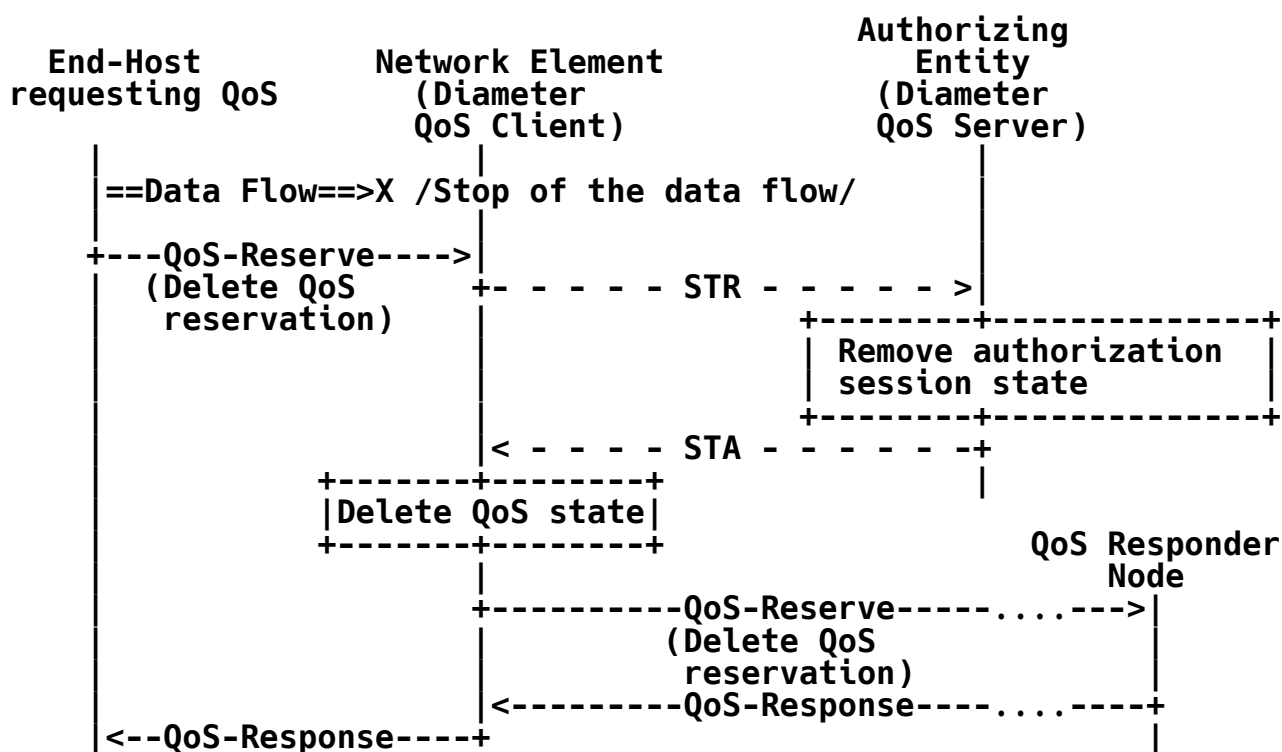 Authorizing
  End-Host         Network Element             Entity
requesting QoS       (Diameter               (Diameter
                     QoS Client)             QoS Server)
    |                   |                         |
    |==Data Flow==>X /Stop of the data flow/      |
    |                   |                         |
    +---QoS-Reserve---->|                         |
    |  (Delete QoS      +- - - - - STR - - - - - >|
    |   reservation)    |                +--------+--------------+
    |                   |                | Remove authorization  |
    |                   |                | session state         |
    |                   |                +--------+--------------+
    |                   |< - - - - STA - - - - - -+
    |           +-------+--------+                |
    |           |Delete QoS state|
    |           +-------+--------+                   QoS Responder
    |                   |                                Node
    |                   +----------QoS-Reserve-----....--->|
    |                   |         (Delete QoS              |
    |                   |          reservation)            |
    |                   |<---------QoS-Response----....----+
    |<--QoS-Response----+                                  |